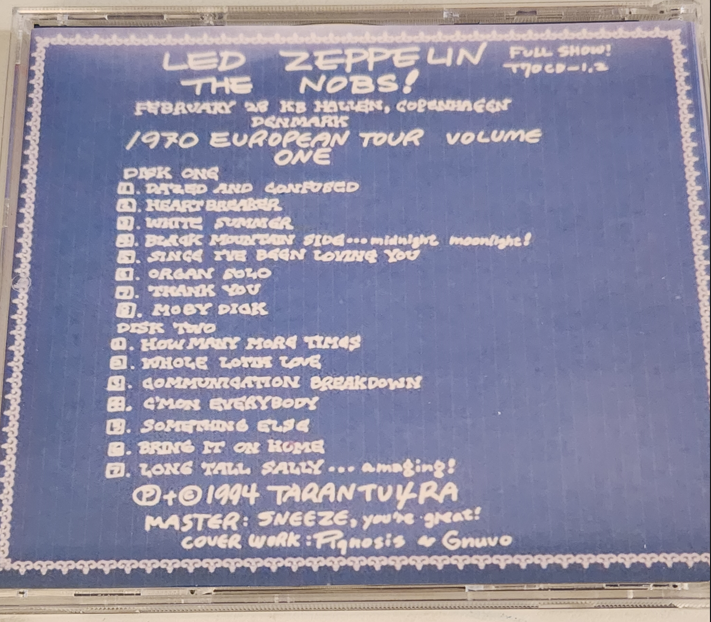 LED ZEPPELIN
FULL SHOW!
T70CD-1,2
THE NOBS!
FEBRUARY 28 KB HALLEN, COPENHAGEN
DENMARK
1970 EUROPEAN TOUR VOLUME
ONE
DISK ONE
1. DAZED AND CONFUSED
2. HEARTBREAKER
3. WHITE SUMMER
4. BLACK MOUNTAIN SIDE...midnight moonlight!
5. SINCE I'VE BEEN LOVING YOU
6. ORGAN SOLO
7. THANK YOU
8. MOBY DICK
DISK TWO
1. HOW MANY MORE TIMES
2. WHOLE LOTTA LOVE
3. COMMUNICATION BREAKDOWN
4. C'MON EVERYBODY
5. SOMETHING ELSE
6. BRING IT ON HOME
7. LONG TALL SALLY... amazing!
Ⓟ+©1994 TARANTUYRA
MASTER: SNEEZE, you're great!
COVER WORK: Pignosis & Gnuvo